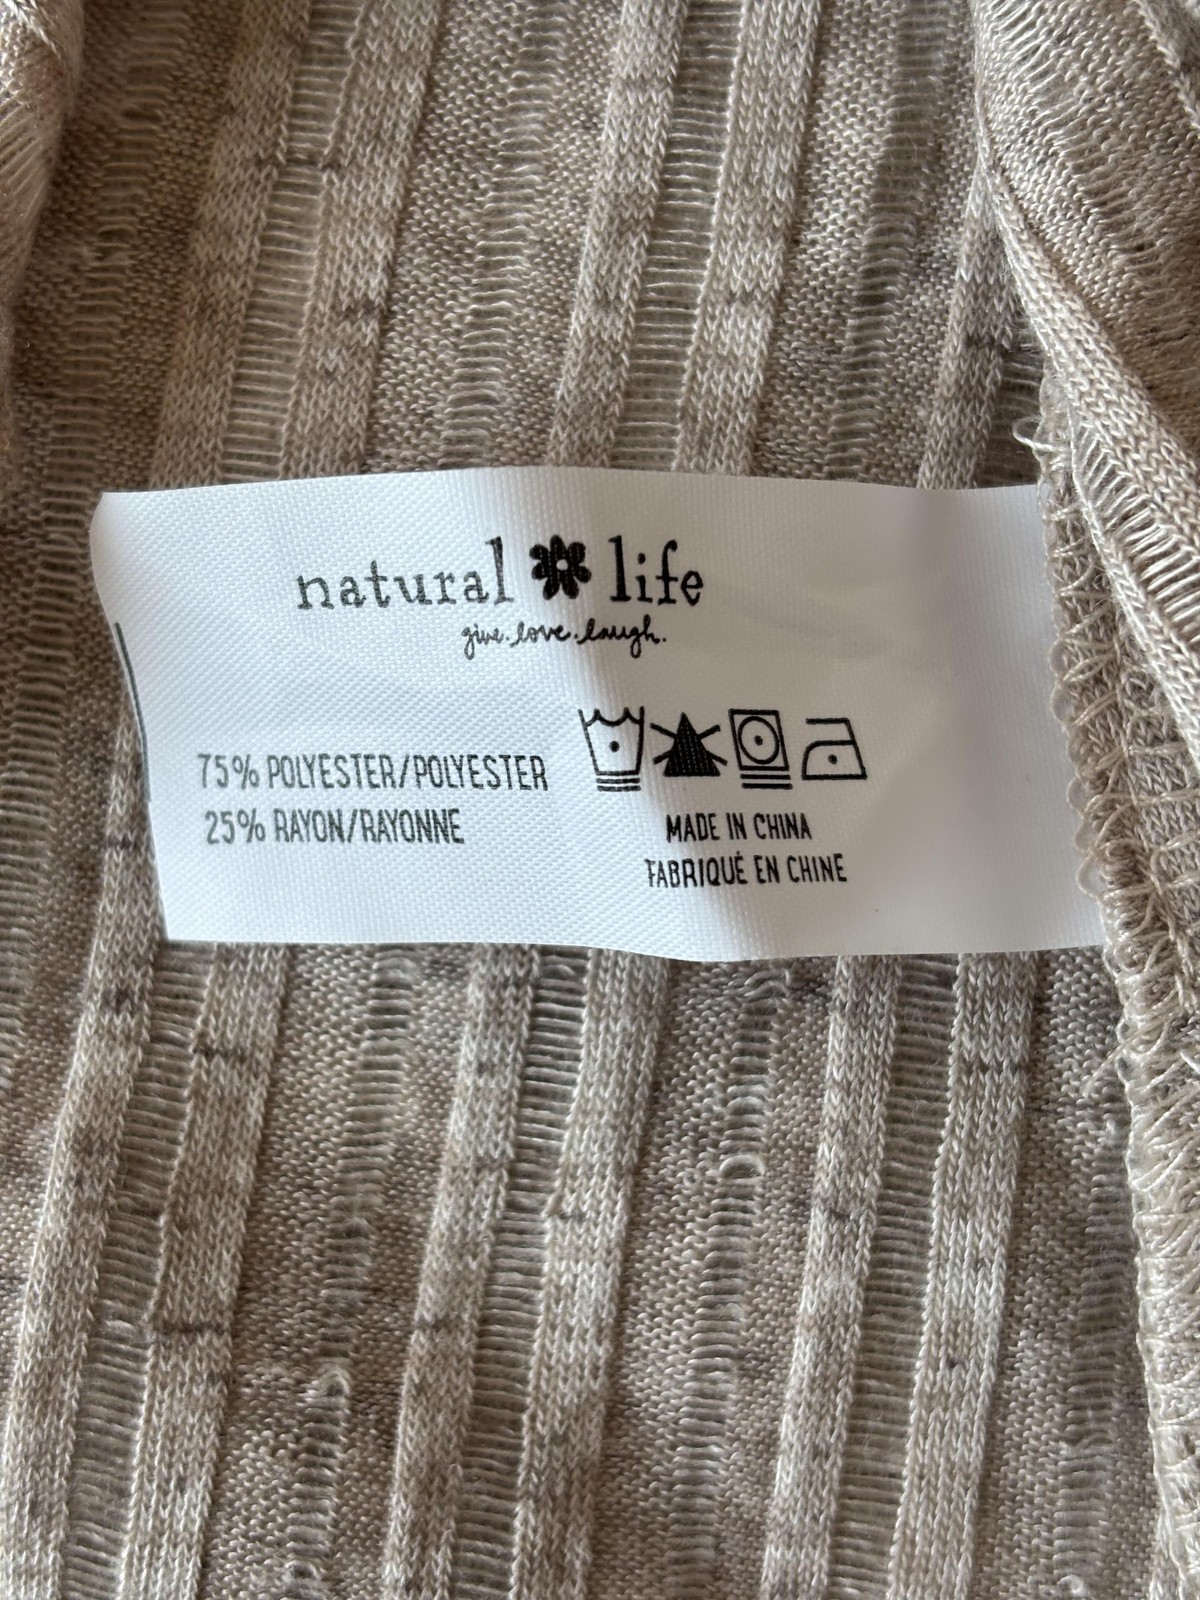 natural life
give. love. laugh.
75% POLYESTER/POLYESTER
25% RAYON/RAYONNE
MADE IN CHINA
FABRIQUÉ EN CHINE